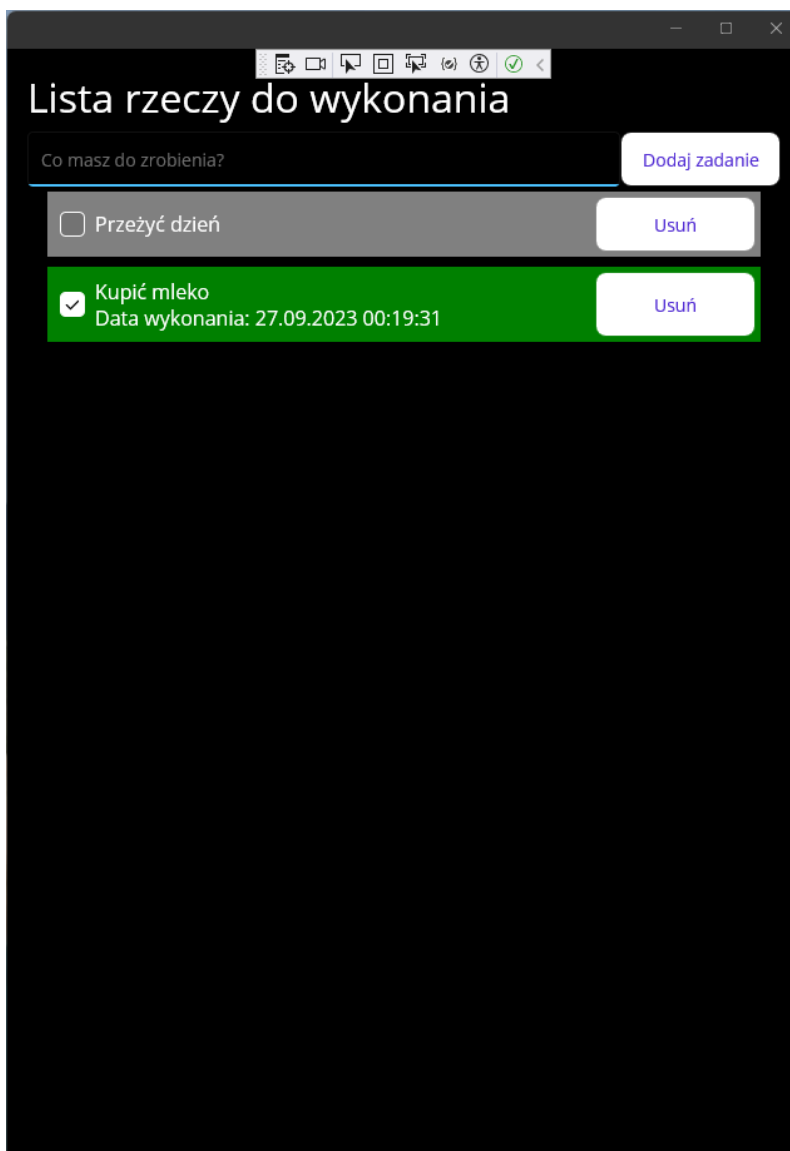 Lista rzeczy do wykonania
Co masz do zrobienia?
Dodaj zadanie
Przeżyć dzień
Usuń
Kupić mleko
Data wykonania: 27.09.2023 00:19:31
Usuń